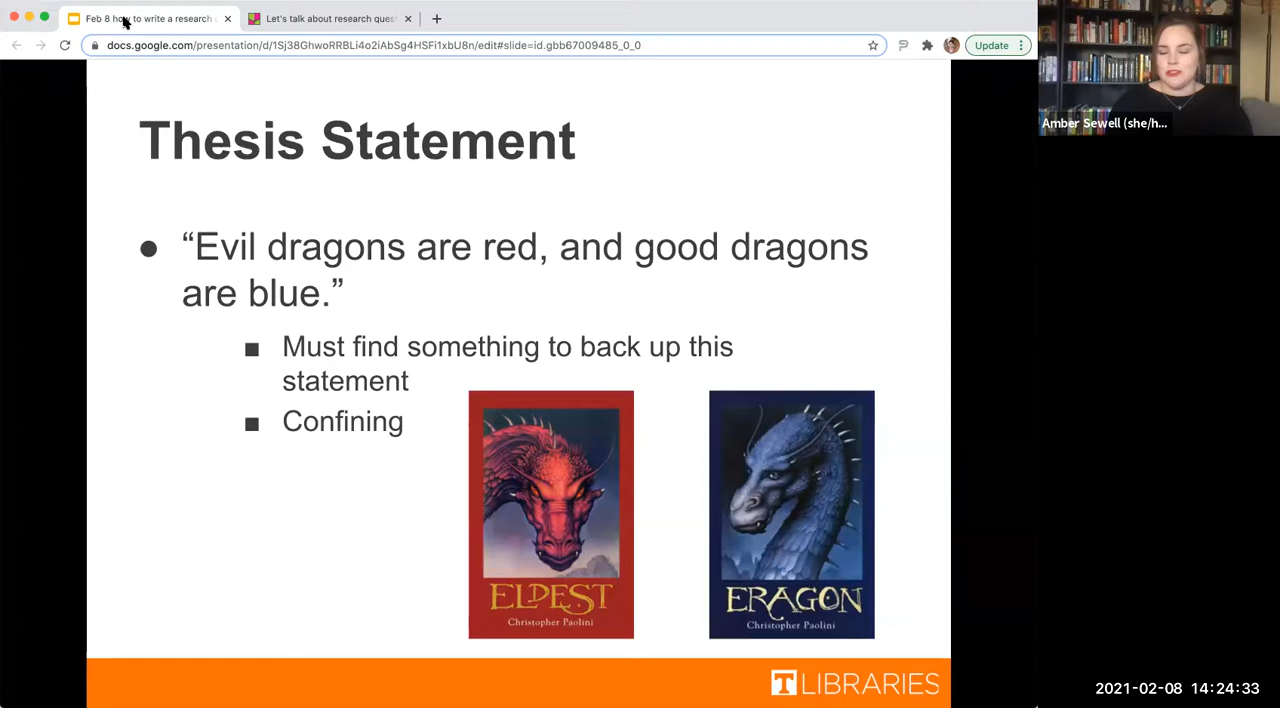 Feb 8 how to write a research
Let's talk about research ques
docs.google.com/presentation/d/1Sj38GhwoRRBLi4o2iAbSg4HSFi1xbU8n/edit#slide=id.gbb67009485_0_0
Update
Amber Sewell (she/h...
Thesis Statement
● “Evil dragons are red, and good dragons
are blue.”
■ Must find something to back up this
statement
■ Confining
ELDEST
Christopher Paolini
ERAGON
Christopher Paolini
T LIBRARIES
2021-02-08 14:24:33